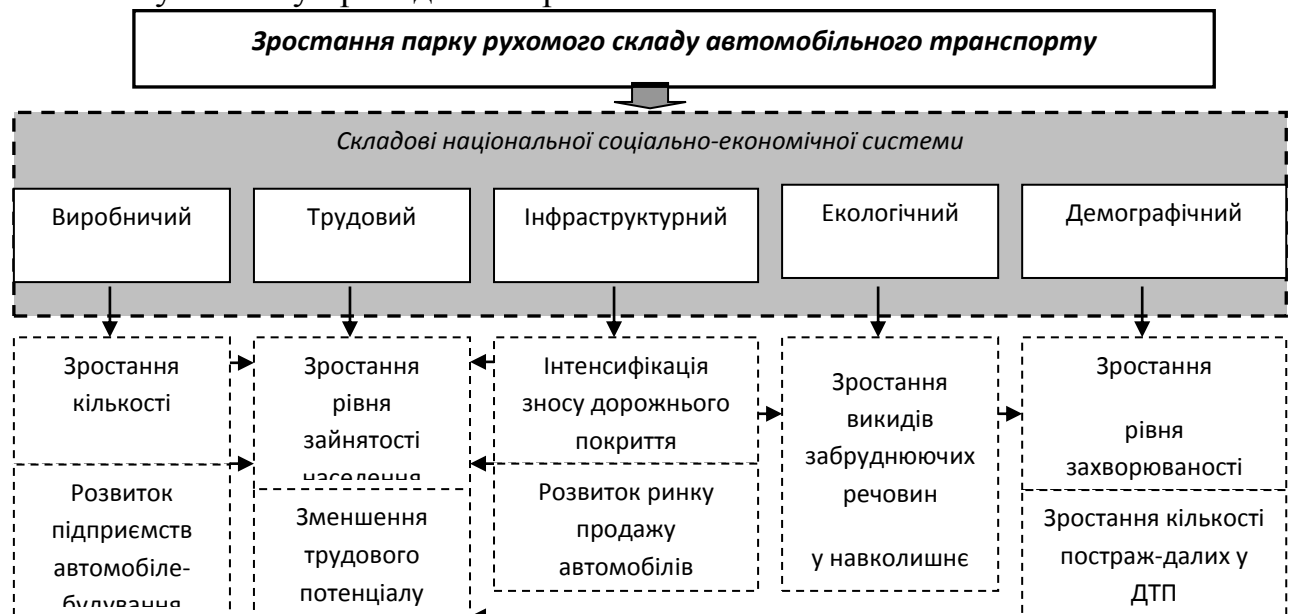 Зростання парку рухомого складу автомобільного транспорту
Складові національної соціально-економічної системи
Виробничий
Трудовий
Інфраструктурний
Екологічний
Демографічний
Зростання
кількості
Зростання
рівня
зайнятості
населення
Інтенсифікація
зносу дорожнього
покриття
Зростання
викидів
забруднюючих
речовин
у навколишнє
Зростання
рівня
захворюваності
Розвиток
підприємств
автомобіле-
будування
Зменшення
трудового
потенціалу
Розвиток ринку
продажу
автомобілів
Зростання кількості
постраж-далих у
ДТП